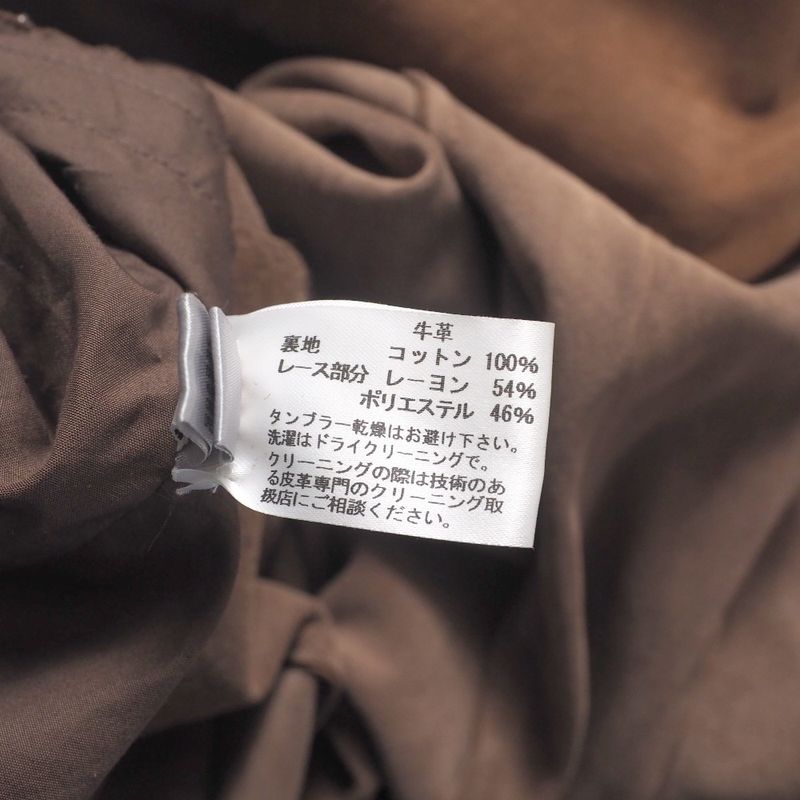 牛革
裏地 コットン 100%
レース部分 レーヨン 54%
ポリエステル 46%
タンブラー乾燥はお避け下さい。
洗濯はドライクリーニングで。
クリーニングの際は技術のあ
る皮革専門のクリーニング取
扱店にご相談ください。